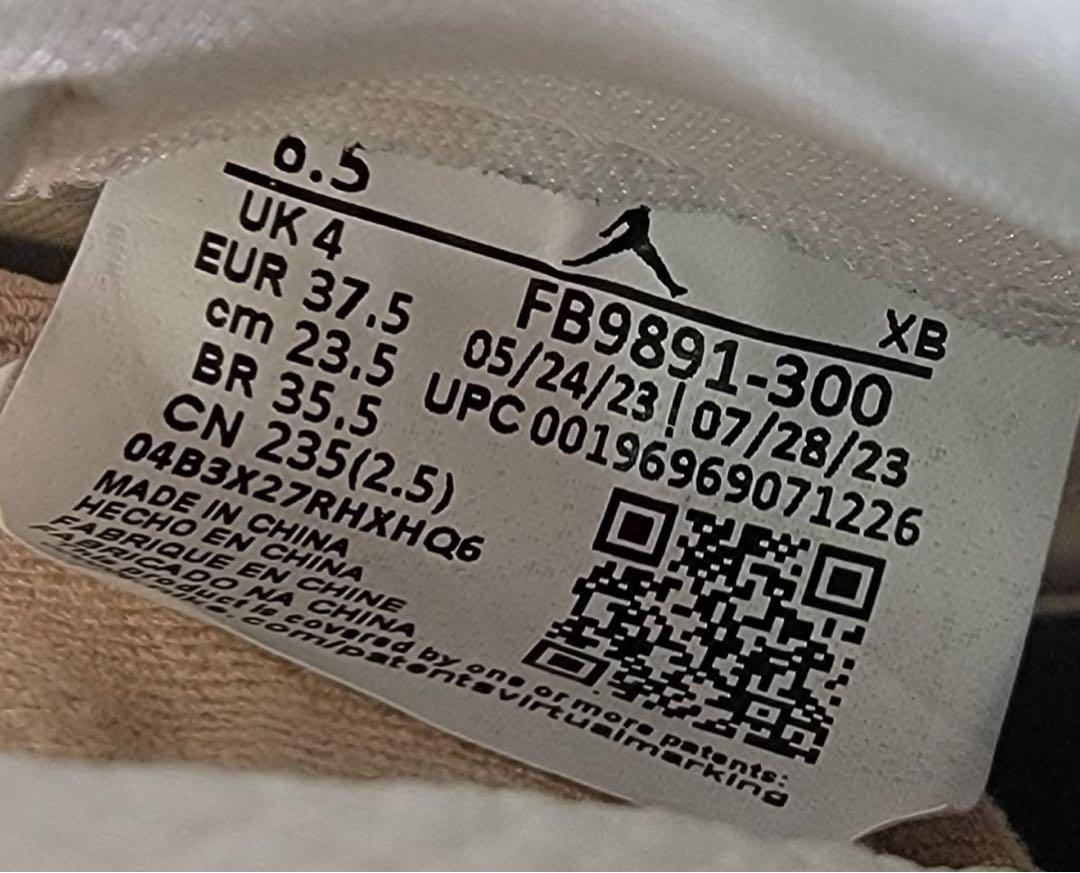 6.5
XB
UK 4
EUR 37.5
cm 23.5
BR 35.5
CN 235(2.5)
FB9891-300
05/24/23 | 07/28/23
UPC 00196969071226
04B3X27RHXHQ6
MADE IN CHINA
HECHO EN CHINA
FABRIQUE EN CHINE
FABRICADO NA CHINA
product is covered by one or more patents:
.com/patentsvirtualmarking